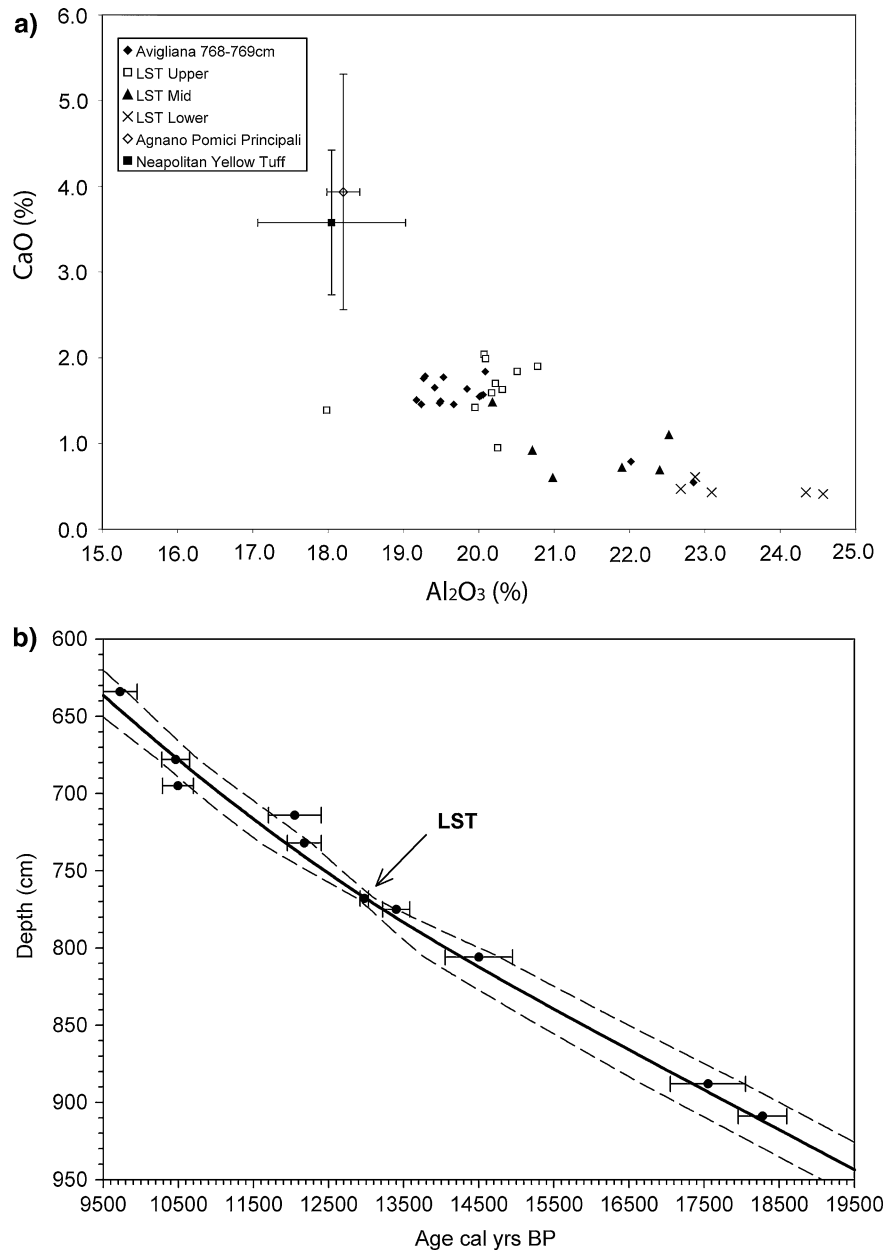 a)
6.0
5.0
4.0
3.0
2.0
1.0
0.0
CaO (%)
Avigliana 768-769cm
LST Upper
LST Mid
LST Lower
Agnano Pomici Principali
Neapolitan Yellow Tuff
15.0 16.0 17.0 18.0 19.0 20.0 21.0 22.0 23.0 24.0 25.0
Al₂O₃ (%)
b)
600
650
700
750
800
850
900
950
Depth (cm)
LST
9500 10500 11500 12500 13500 14500 15500 16500 17500 18500 19500
Age cal yrs BP